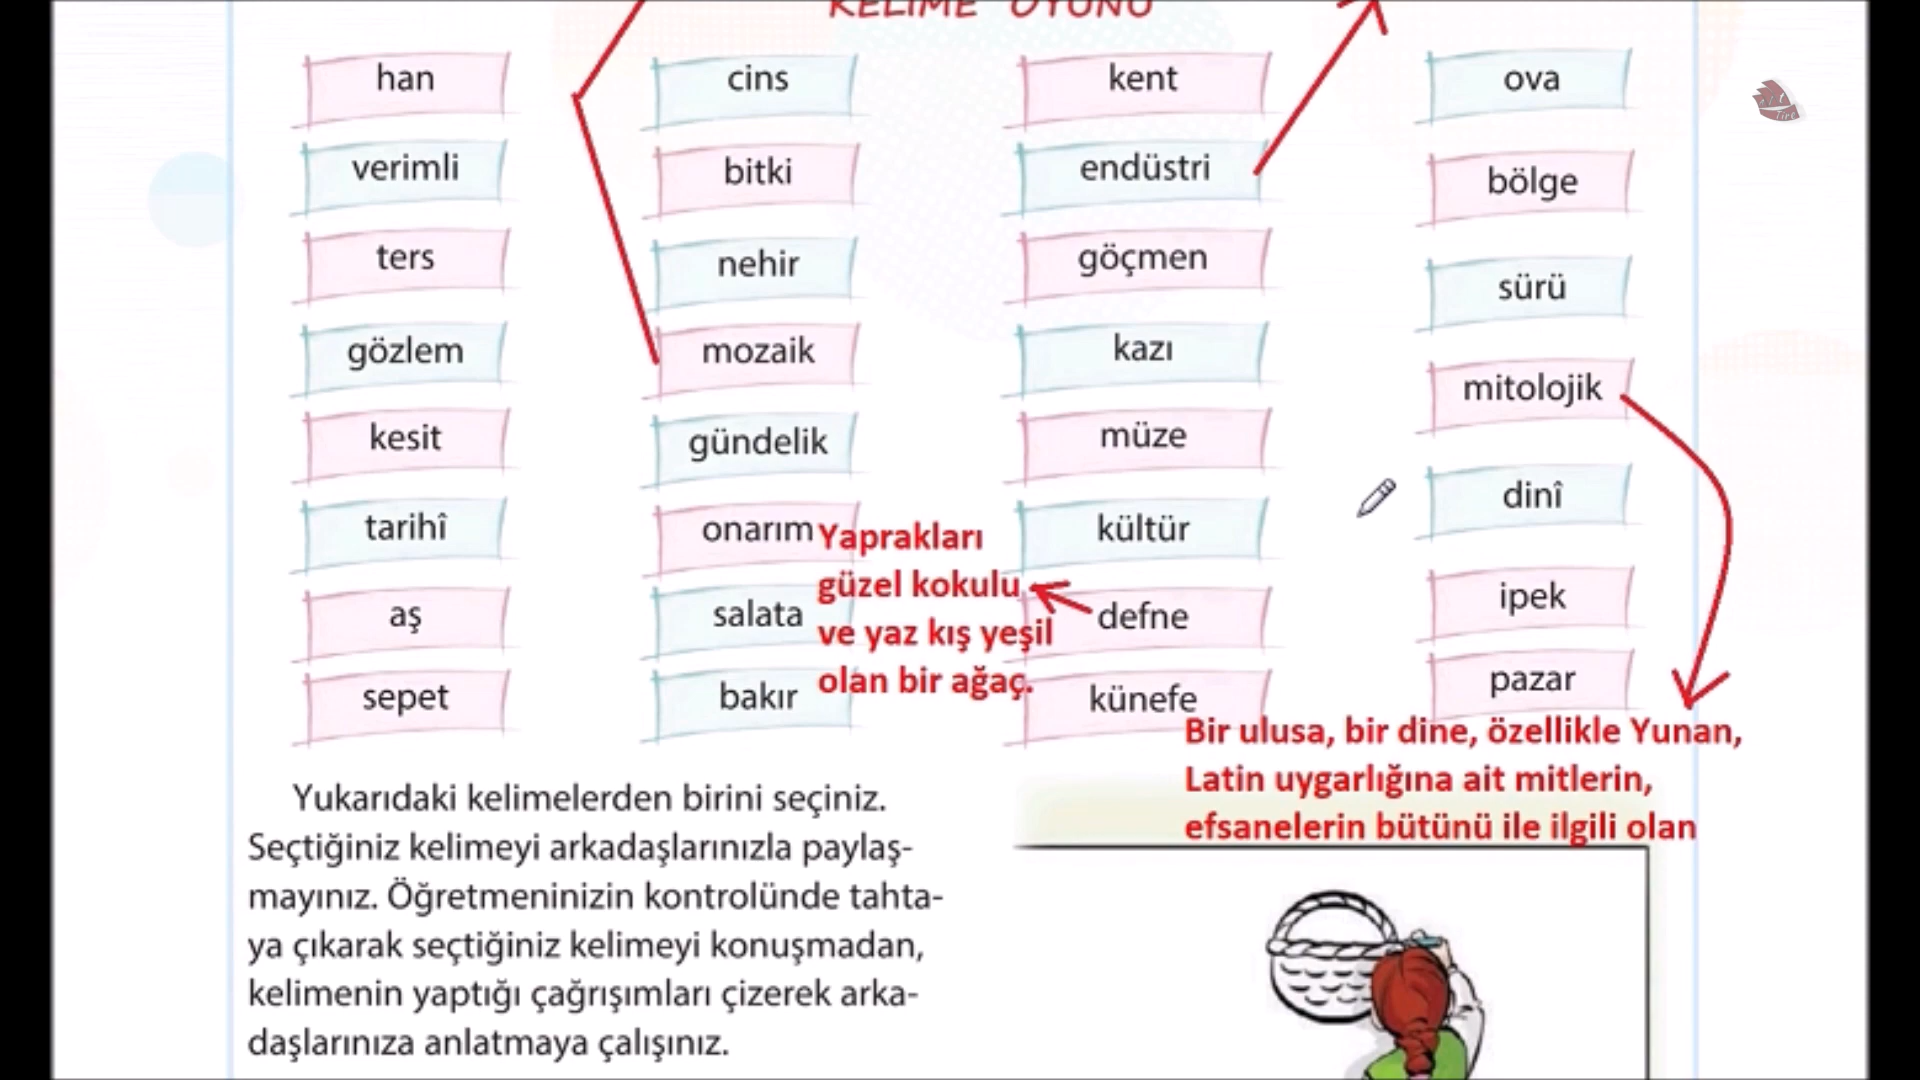 KELİME OYUNU
han
verimli
ters
gözlem
kesit
tarihî
aş
sepet
cins
bitki
nehir
mozaik
gündelik
onarım
salata
bakır
kent
endüstri
göçmen
kazı
müze
kültür
defne
künefe
ova
bölge
sürü
mitolojik
dinî
ipek
pazar
Yaprakları
güzel kokulu
ve yaz kış yeşil
olan bir ağaç.
Bir ulusa, bir dine, özellikle Yunan,
Latin uygarlığına ait mitlerin,
efsanelerin bütünü ile ilgili olan
Yukarıdaki kelimelerden birini seçiniz.
Seçtiğiniz kelimeyi arkadaşlarınızla paylaş-
mayınız. Öğretmeninizin kontrolünde tahta-
ya çıkarak seçtiğiniz kelimeyi konuşmadan,
kelimenin yaptığı çağrışımları çizerek arka-
daşlarınıza anlatmaya çalışınız.